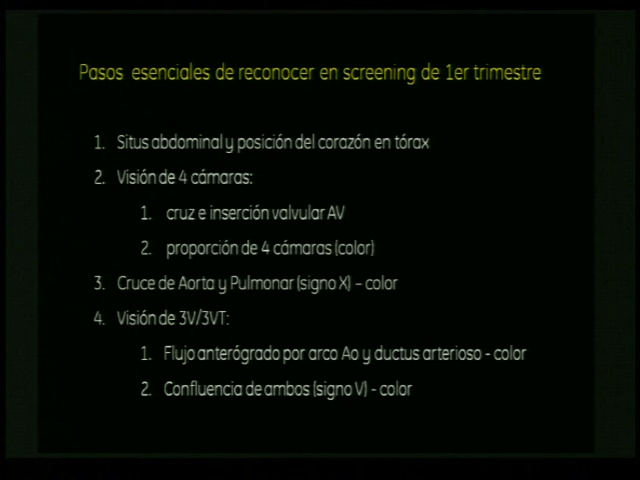 Pasos esenciales de reconocer en screening de 1er trimestre
1. Situs abdominal y posición del corazón en tórax
2. Visión de 4 cámaras:
1. cruz e inserción valvular AV
2. proporción de 4 cámaras (color)
3. Cruce de Aorta y Pulmonar (signo X) – color
4. Visión de 3V/3VT:
1. Flujo anterógrado por arco Ao y ductus arterioso - color
2. Confluencia de ambos (signo V) - color